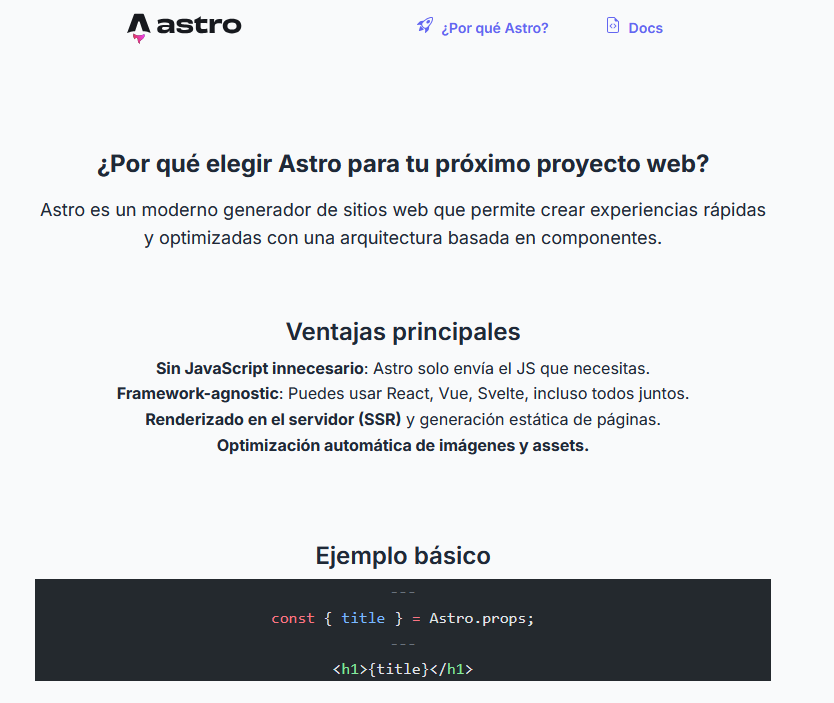 astro
¿Por qué Astro?
Docs
¿Por qué elegir Astro para tu próximo proyecto web?
Astro es un moderno generador de sitios web que permite crear experiencias rápidas
y optimizadas con una arquitectura basada en componentes.
Ventajas principales
Sin JavaScript innecesario: Astro solo envía el JS que necesitas.
Framework-agnostic: Puedes usar React, Vue, Svelte, incluso todos juntos.
Renderizado en el servidor (SSR) y generación estática de páginas.
Optimización automática de imágenes y assets.
Ejemplo básico
---
const { title } = Astro.props;
---
<h1>{title}</h1>